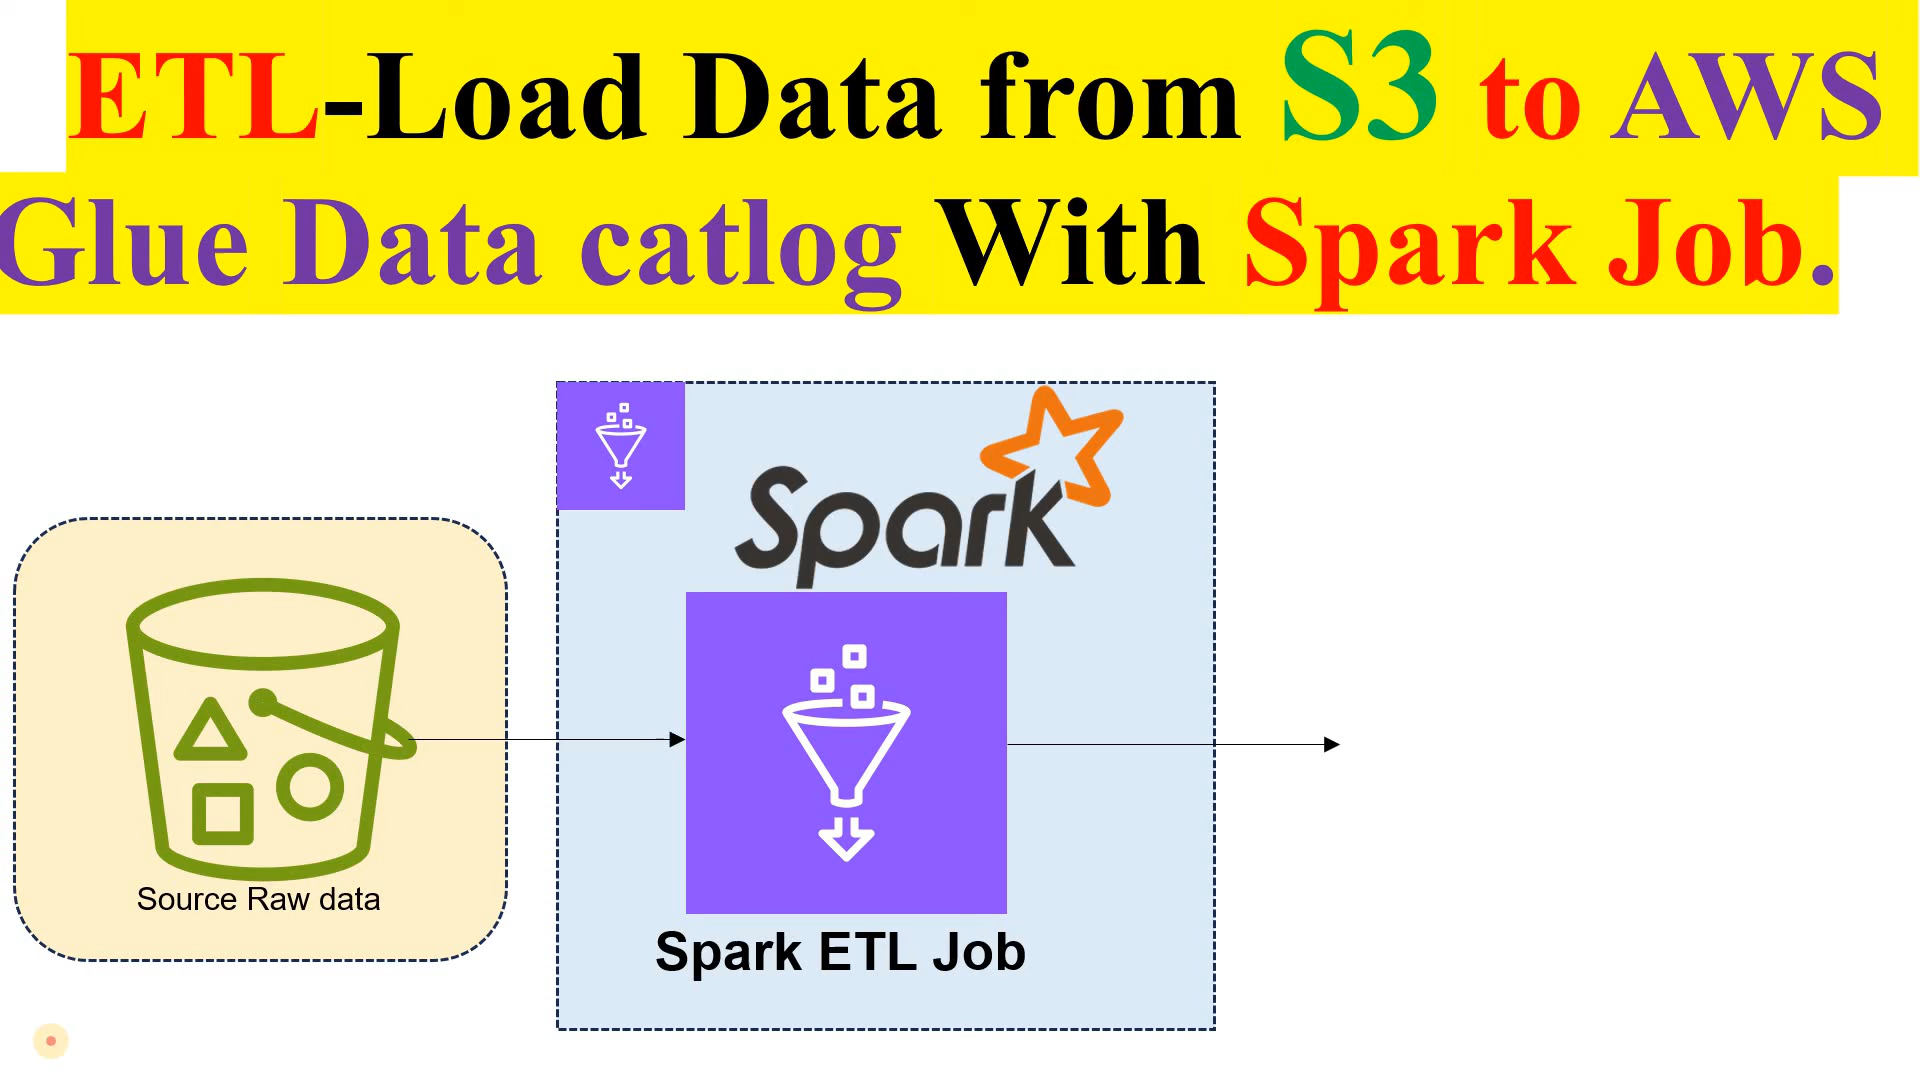 ETL-Load Data from S3 to AWS
Glue Data catlog With Spark Job.
Spark
Source Raw data
Spark ETL Job